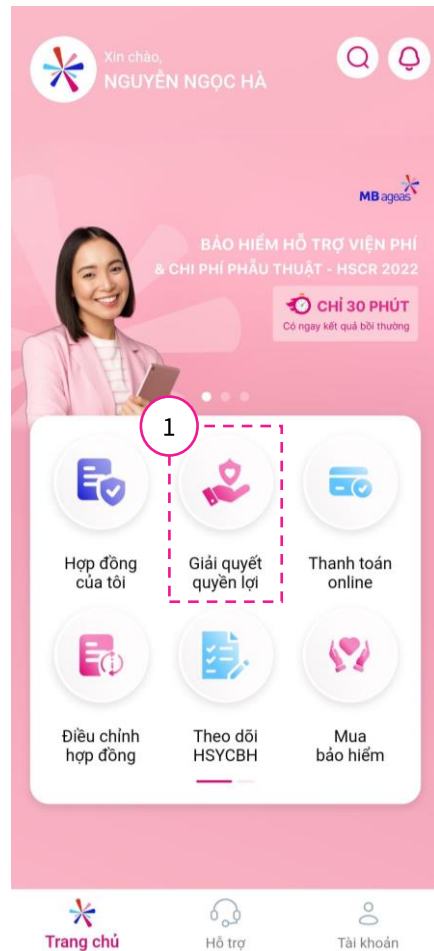 Xin chào,
NGUYỄN NGỌC HÀ
MB ageas
BẢO HIỂM HỖ TRỢ VIỆN PHÍ
& CHI PHÍ PHẪU THUẬT - HSCR 2022
CHỈ 30 PHÚT
Có ngay kết quả bồi thường
1
Hợp đồng
của tôi
Giải quyết
quyền lợi
Thanh toán
online
Điều chỉnh
hợp đồng
Theo dõi
HSYCBH
Mua
bảo hiểm
Trang chủ
Hỗ trợ
Tài khoản